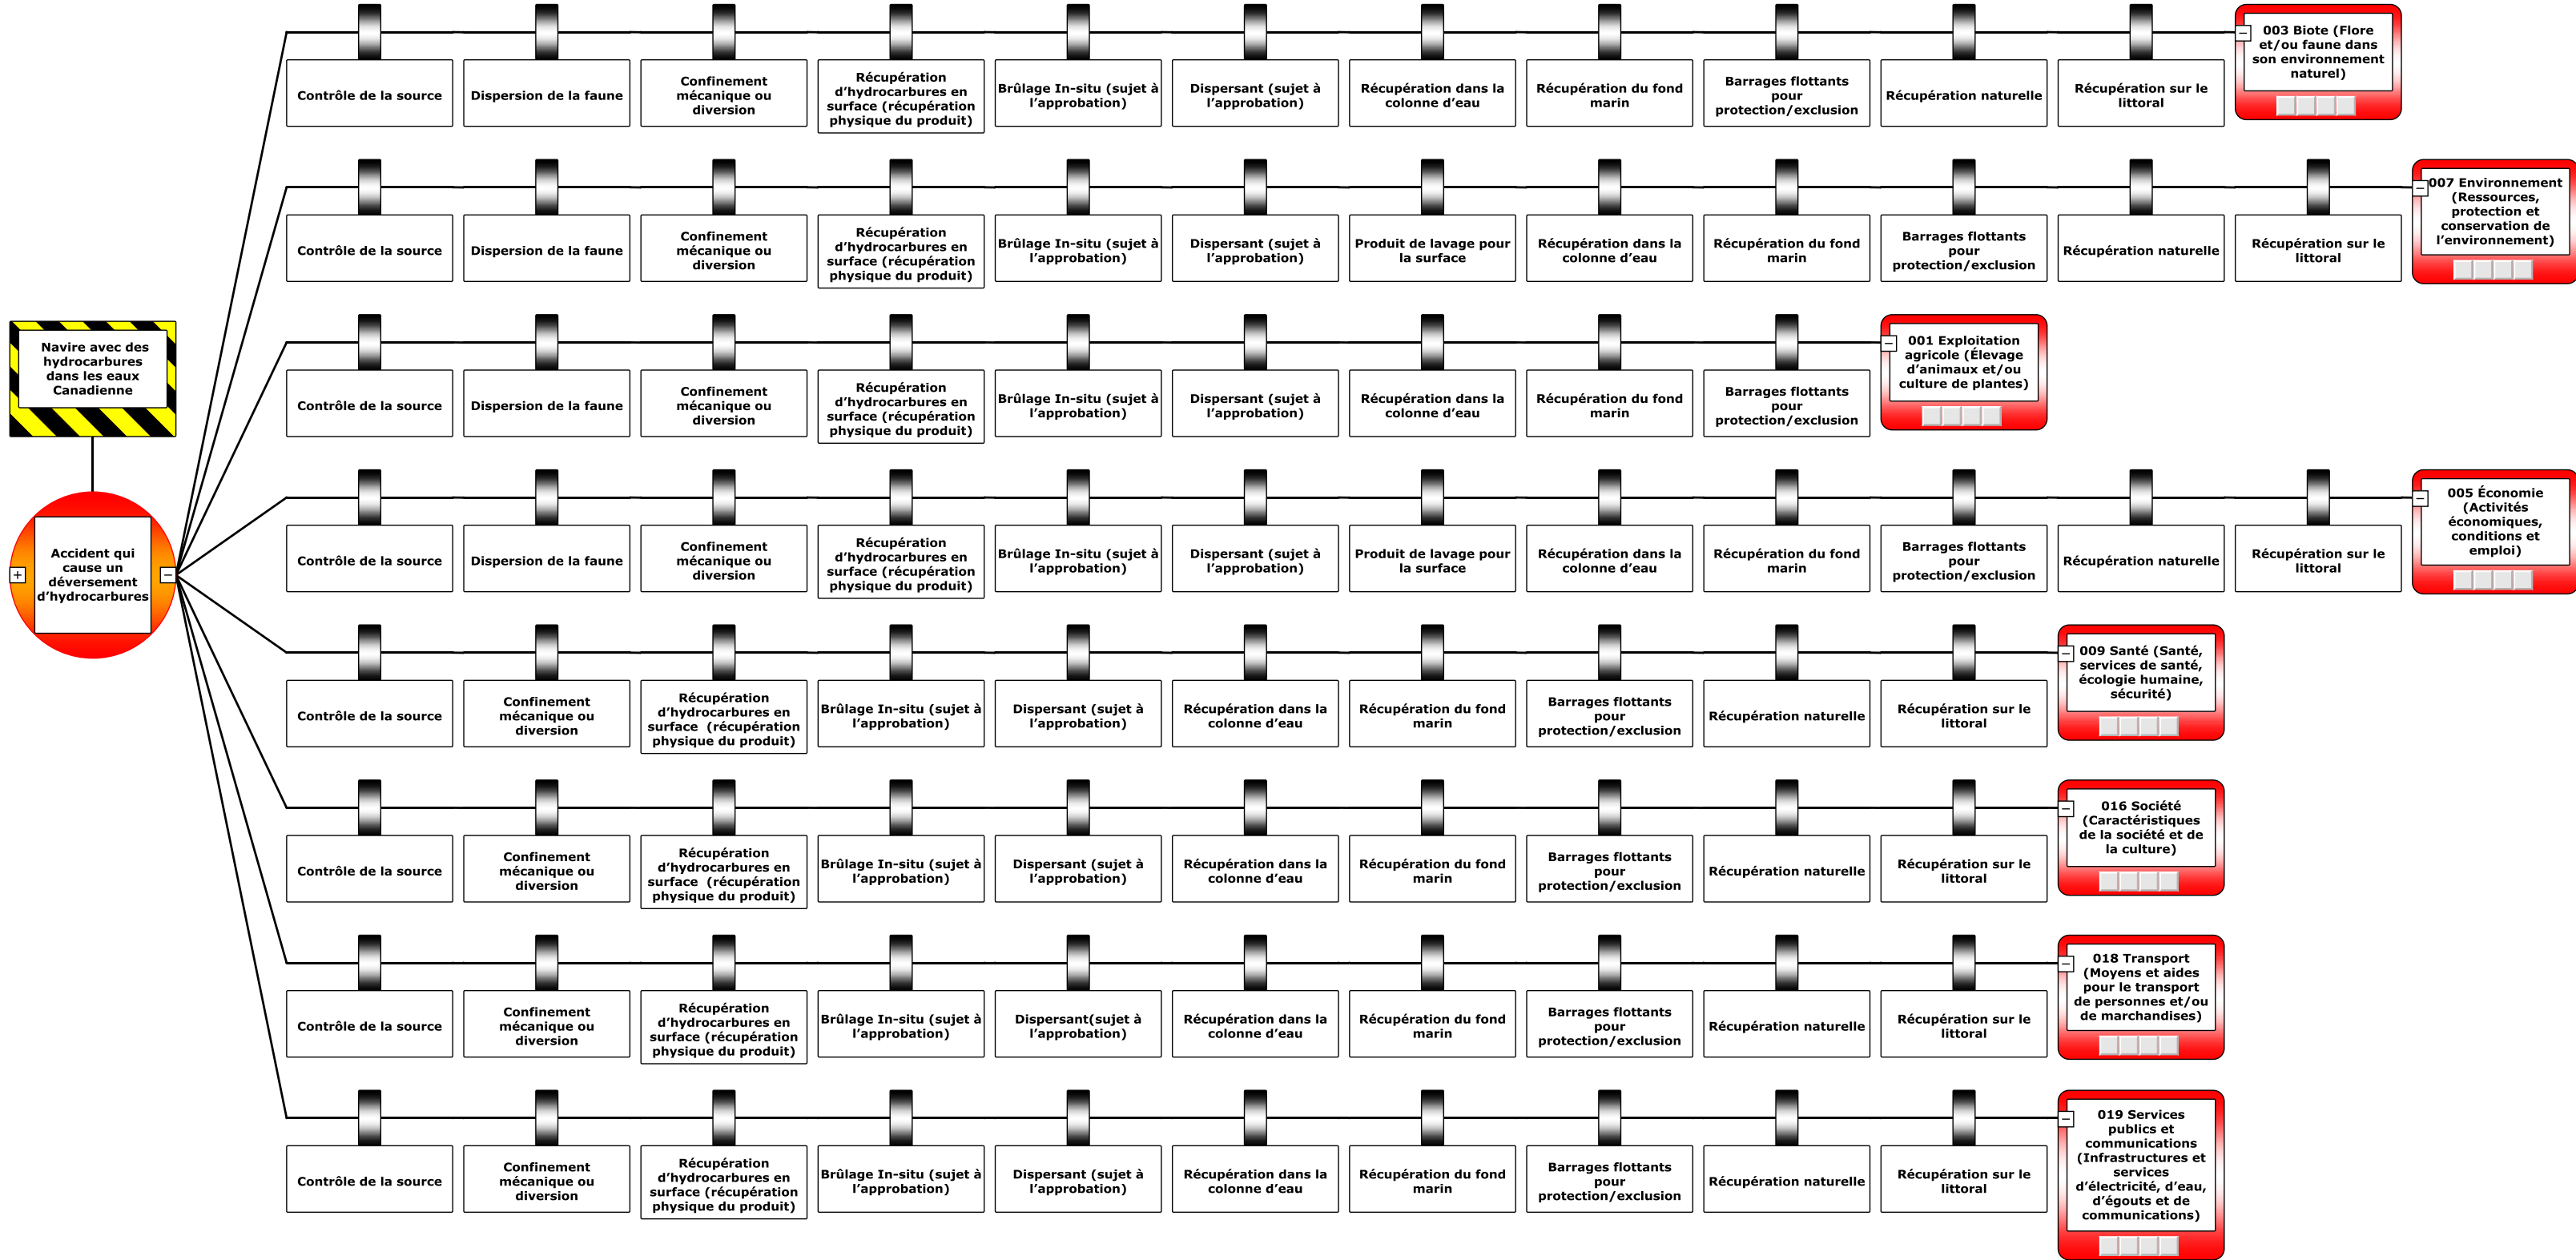 Navire avec des
hydrocarbures
dans les eaux
Canadienne
Accident qui
cause un
déversement
d’hydrocarbures
Contrôle de la source
Dispersion de la faune
Confinement
mécanique ou
diversion
Récupération
d’hydrocarbures en
surface (récupération
physique du produit)
Brûlage In-situ (sujet à
l’approbation)
Dispersant (sujet à
l’approbation)
Récupération dans la
colonne d’eau
Récupération du fond
marin
Barrages flottants
pour
protection/exclusion
Récupération naturelle
Récupération sur le
littoral
003 Biote (Flore
et/ou faune dans
son environnement
naturel)
Contrôle de la source
Dispersion de la faune
Confinement
mécanique ou
diversion
Récupération
d’hydrocarbures en
surface (récupération
physique du produit)
Brûlage In-situ (sujet à
l’approbation)
Dispersant (sujet à
l’approbation)
Produit de lavage pour
la surface
Récupération dans la
colonne d’eau
Récupération du fond
marin
Barrages flottants
pour
protection/exclusion
Récupération naturelle
Récupération sur le
littoral
007 Environnement
(Ressources,
protection et
conservation de
l’environnement)
Contrôle de la source
Dispersion de la faune
Confinement
mécanique ou
diversion
Récupération
d’hydrocarbures en
surface (récupération
physique du produit)
Brûlage In-situ (sujet à
l’approbation)
Dispersant (sujet à
l’approbation)
Récupération dans la
colonne d’eau
Récupération du fond
marin
Barrages flottants
pour
protection/exclusion
001 Exploitation
agricole (Élevage
d’animaux et/ou
culture de plantes)
Contrôle de la source
Dispersion de la faune
Confinement
mécanique ou
diversion
Récupération
d’hydrocarbures en
surface (récupération
physique du produit)
Brûlage In-situ (sujet à
l’approbation)
Dispersant (sujet à
l’approbation)
Produit de lavage pour
la surface
Récupération dans la
colonne d’eau
Récupération du fond
marin
Barrages flottants
pour
protection/exclusion
Récupération naturelle
Récupération sur le
littoral
005 Économie
(Activités
économiques,
conditions et
emploi)
Contrôle de la source
Confinement
mécanique ou
diversion
Récupération
d’hydrocarbures en
surface (récupération
physique du produit)
Brûlage In-situ (sujet à
l’approbation)
Dispersant (sujet à
l’approbation)
Récupération dans la
colonne d’eau
Récupération du fond
marin
Barrages flottants
pour
protection/exclusion
Récupération naturelle
Récupération sur le
littoral
009 Santé (Santé,
services de santé,
écologie humaine,
sécurité)
Contrôle de la source
Confinement
mécanique ou
diversion
Récupération
d’hydrocarbures en
surface (récupération
physique du produit)
Brûlage In-situ (sujet à
l’approbation)
Dispersant (sujet à
l’approbation)
Récupération dans la
colonne d’eau
Récupération du fond
marin
Barrages flottants
pour
protection/exclusion
Récupération naturelle
Récupération sur le
littoral
016 Société
(Caractéristiques
de la société et de
la culture)
Contrôle de la source
Confinement
mécanique ou
diversion
Récupération
d’hydrocarbures en
surface (récupération
physique du produit)
Brûlage In-situ (sujet à
l’approbation)
Dispersant(sujet à
l’approbation)
Récupération dans la
colonne d’eau
Récupération du fond
marin
Barrages flottants
pour
protection/exclusion
Récupération naturelle
Récupération sur le
littoral
018 Transport
(Moyens et aides
pour le transport
de personnes et/ou
de marchandises)
Contrôle de la source
Confinement
mécanique ou
diversion
Récupération
d’hydrocarbures en
surface (récupération
physique du produit)
Brûlage In-situ (sujet à
l’approbation)
Dispersant (sujet à
l’approbation)
Récupération dans la
colonne d’eau
Récupération du fond
marin
Barrages flottants
pour
protection/exclusion
Récupération naturelle
Récupération sur le
littoral
019 Services
publics et
communications
(Infrastructures et
services
d’électricité, d’eau,
d’égouts et de
communications)